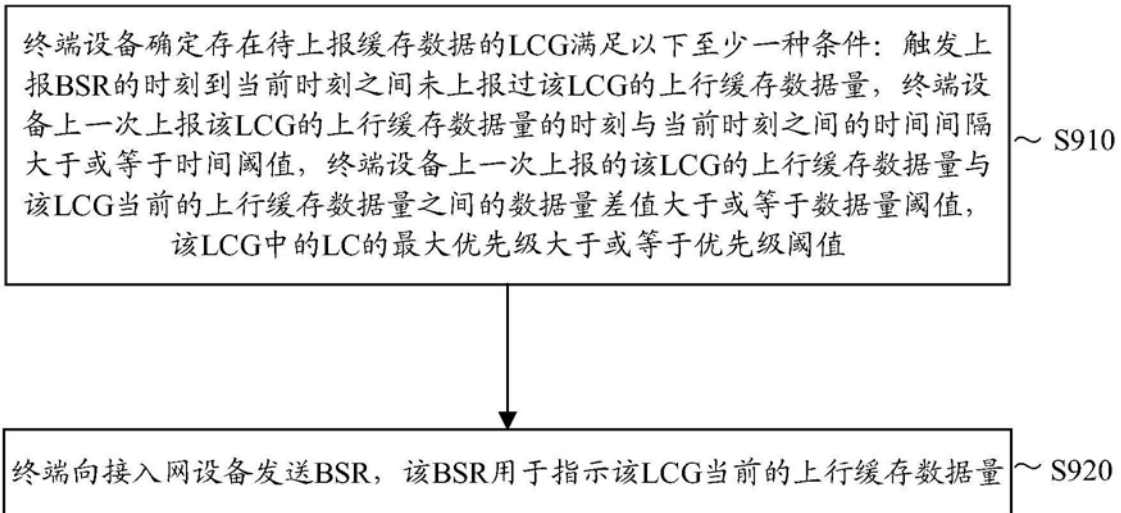 终端设备确定存在待上报缓存数据的LCG满足以下至少一种条件：触发上
报BSR的时刻到当前时刻之间未上报过该LCG的上行缓存数据量，终端设
备上一次上报该LCG的上行缓存数据量的时刻与当前时刻之间的时间间隔
大于或等于时间阈值，终端设备上一次上报的该LCG的上行缓存数据量与
该LCG当前的上行缓存数据量之间的数据量差值大于或等于数据量阈值，
该LCG中的LC的最大优先级大于或等于优先级阈值
～ S910
终端向接入网设备发送BSR，该BSR用于指示该LCG当前的上行缓存数据量
～ S920